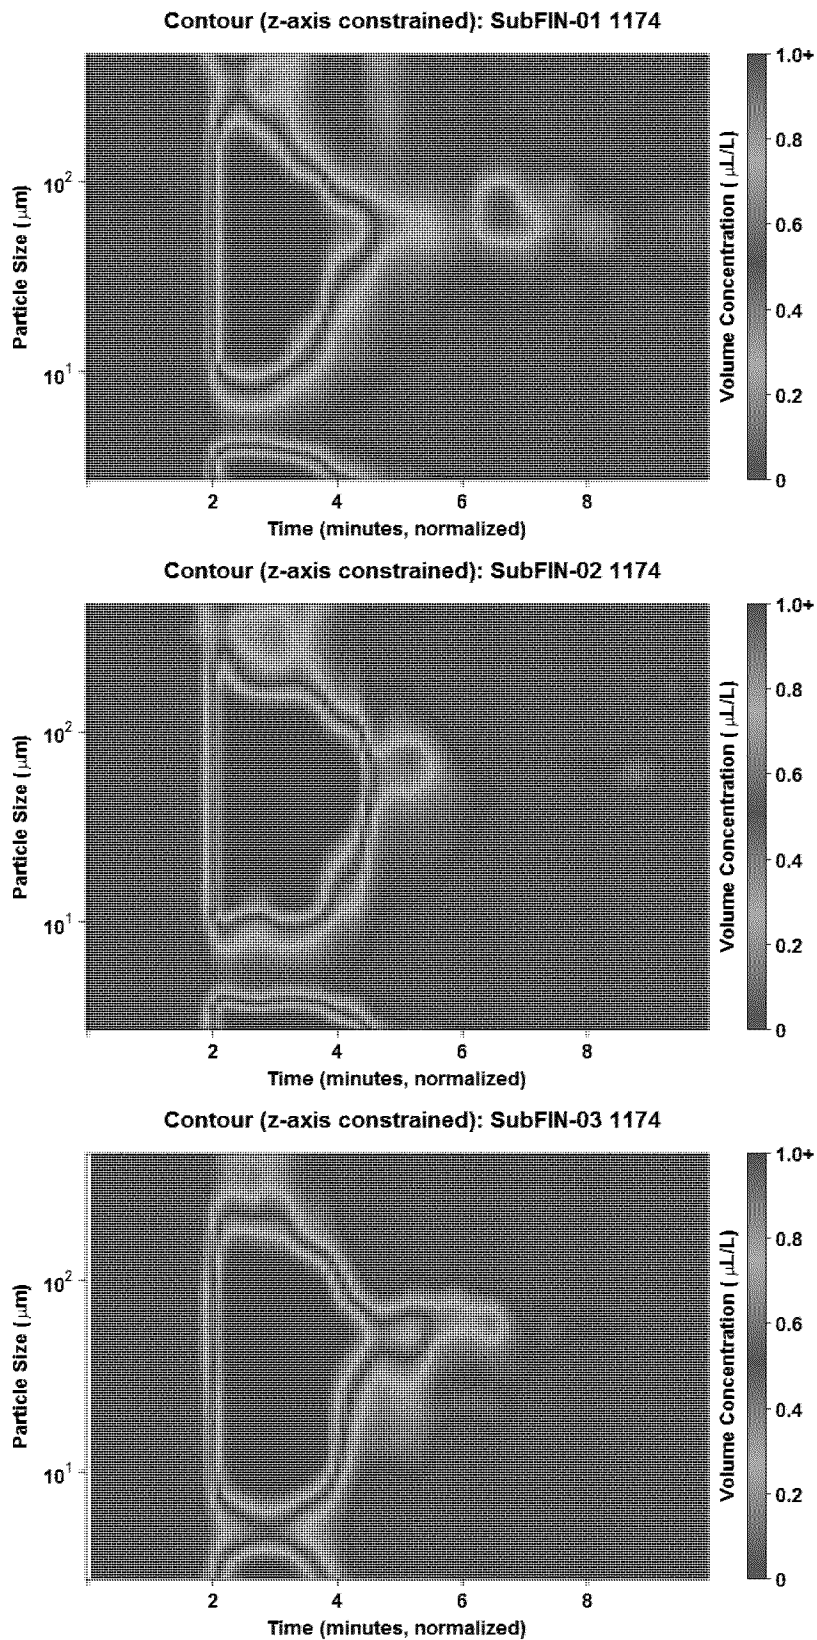 Contour (z-axis constrained): SubFIN-01 1174
Particle Size (μm)
10²
10¹
2 4 6 8
Time (minutes, normalized)
Volume Concentration ( μL/L)
1.0+
0.8
0.6
0.4
0.2
0
Contour (z-axis constrained): SubFIN-02 1174
Particle Size (μm)
10²
10¹
2 4 6 8
Time (minutes, normalized)
Volume Concentration ( μL/L)
1.0+
0.8
0.6
0.4
0.2
0
Contour (z-axis constrained): SubFIN-03 1174
Particle Size (μm)
10²
10¹
2 4 6 8
Time (minutes, normalized)
Volume Concentration ( μL/L)
1.0+
0.8
0.6
0.4
0.2
0